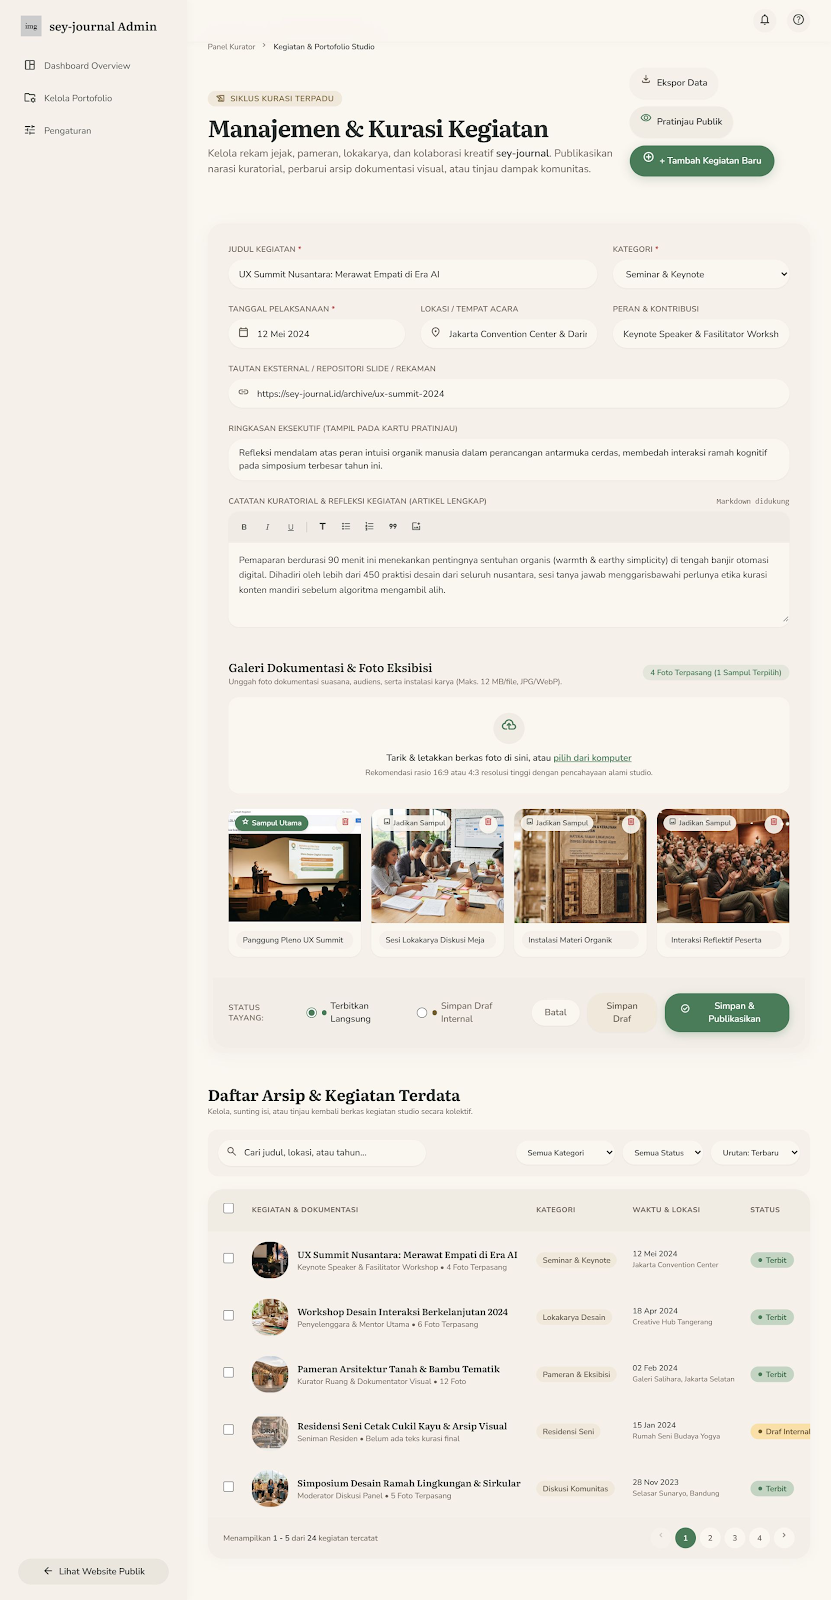 img
sey-journal Admin
Dashboard Overview
Kelola Portofolio
Pengaturan
Panel Kurator > Kegiatan & Portofolio Studio
SIKLUS KURASI TERPADU
Manajemen & Kurasi Kegiatan
Kelola rekam jejak, pameran, lokakarya, dan kolaborasi kreatif sey-journal. Publikasikan
narasi kuratorial, perbarui arsip dokumentasi visual, atau tinjau dampak komunitas.
Ekspor Data
Pratinjau Publik
+ Tambah Kegiatan Baru
JUDUL KEGIATAN *
KATEGORI *
UX Summit Nusantara: Merawat Empati di Era AI
Seminar & Keynote
TANGGAL PELAKSANAAN *
LOKASI / TEMPAT ACARA
PERAN & KONTRIBUSI
12 Mei 2024
Jakarta Convention Center & Darin
Keynote Speaker & Fasilitator Worksh
TAUTAN EKSTERNAL / REPOSITORI SLIDE / REKAMAN
https://sey-journal.id/archive/ux-summit-2024
RINGKASAN EKSEKUTIF (TAMPIL PADA KARTU PRATINJAU)
Refleksi mendalam atas peran intuisi organik manusia dalam perancangan antarmuka cerdas, membedah interaksi ramah kognitif
pada simposium terbesar tahun ini.
CATATAN KURATORIAL & REFLEKSI KEGIATAN (ARTIKEL LENGKAP)
Markdown didukung
B I U T
Pemaparan berdurasi 90 menit ini menekankan pentingnya sentuhan organis (warmth & earthy simplicity) di tengah banjir otomasi
digital. Dihadiri oleh lebih dari 450 praktisi desain dari seluruh nusantara, sesi tanya jawab menggarisbawahi perlunya etika kurasi
konten mandiri sebelum algoritma mengambil alih.
Galeri Dokumentasi & Foto Eksibisi
Unggah foto dokumentasi suasana, audiens, serta instalasi karya (Maks. 12 MB/file, JPG/WebP).
4 Foto Terpasang (1 Sampul Terpilih)
Tarik & letakkan berkas foto di sini, atau pilih dari komputer
Rekomendasi rasio 16:9 atau 4:3 resolusi tinggi dengan pencahayaan alami studio.
Sampul Utama
Jadikan Sampul
Jadikan Sampul
Jadikan Sampul
Panggung Pleno UX Summit
Sesi Lokakarya Diskusi Meja
Instalasi Materi Organik
Interaksi Reflektif Peserta
STATUS
TAYANG:
Terbitkan
Langsung
Simpan Draf
Internal
Batal
Simpan
Draf
Simpan &
Publikasikan
Daftar Arsip & Kegiatan Terdata
Kelola, sunting isi, atau tinjau kembali berkas kegiatan studio secara kolektif.
Cari judul, lokasi, atau tahun...
Semua Kategori
Semua Status
Urutan: Terbaru
KEGIATAN & DOKUMENTASI
KATEGORI
WAKTU & LOKASI
STATUS
UX Summit Nusantara: Merawat Empati di Era AI
Keynote Speaker & Fasilitator Workshop • 4 Foto Terpasang
Seminar & Keynote
12 Mei 2024
Jakarta Convention Center
Terbit
Workshop Desain Interaksi Berkelanjutan 2024
Penyelenggara & Mentor Utama • 6 Foto Terpasang
Lokakarya Desain
18 Apr 2024
Creative Hub Tangerang
Terbit
Pameran Arsitektur Tanah & Bambu Tematik
Kurator Ruang & Dokumentator Visual • 12 Foto
Pameran & Eksibisi
02 Feb 2024
Galeri Salihara, Jakarta Selatan
Terbit
DRAF
Residensi Seni Cetak Cukil Kayu & Arsip Visual
Seniman Residen • Belum ada teks kurasi final
Residensi Seni
15 Jan 2024
Rumah Seni Budaya Yogya
Draf Internal
Simposium Desain Ramah Lingkungan & Sirkular
Moderator Diskusi Panel • 5 Foto Terpasang
Diskusi Komunitas
28 Nov 2023
Selasar Sunaryo, Bandung
Terbit
Menampilkan 1 - 5 dari 24 kegiatan tercatat
1 2 3 4
Lihat Website Publik